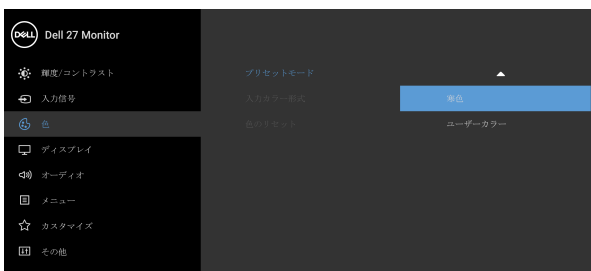 DELL
Dell 27 Monitor
輝度/コントラスト
プリセットモード
入力信号
入力カラー形式
寒色
色
色のリセット
ユーザーカラー
ディスプレイ
オーディオ
メニュー
カスタマイズ
その他